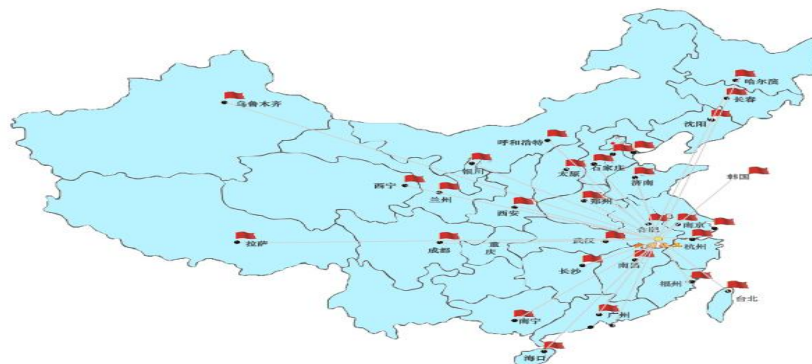 哈尔滨
长春
乌鲁木齐
沈阳
呼和浩特
银川
太原
石家庄
韩国
济南
西宁
兰州
郑州
西安
合肥
南京
拉萨
成都
重庆
武汉
杭州
南昌
长沙
福州
台北
南宁
广州
海口